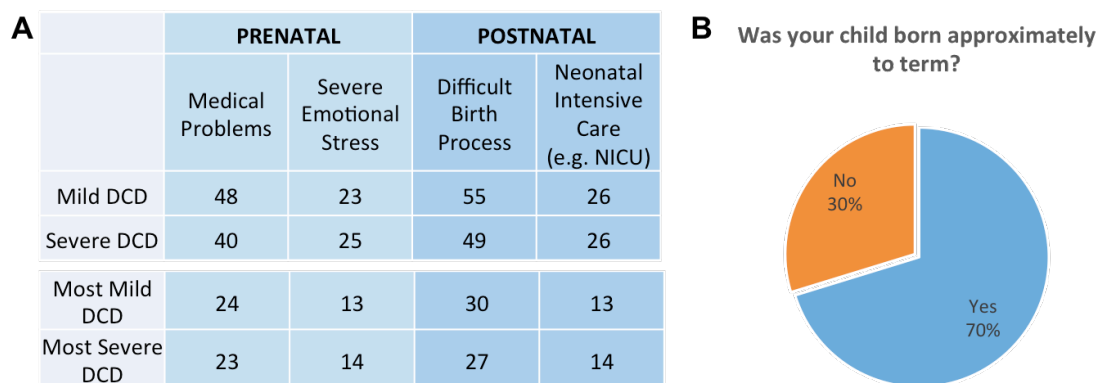 A
PRENATAL POSTNATAL
Medical Problems
Severe Emotional Stress
Difficult Birth Process
Neonatal Intensive Care (e.g. NICU)
Mild DCD 48 23 55 26
Severe DCD 40 25 49 26
Most Mild DCD 24 13 30 13
Most Severe DCD 23 14 27 14
B
Was your child born approximately
to term?
No
30%
Yes
70%